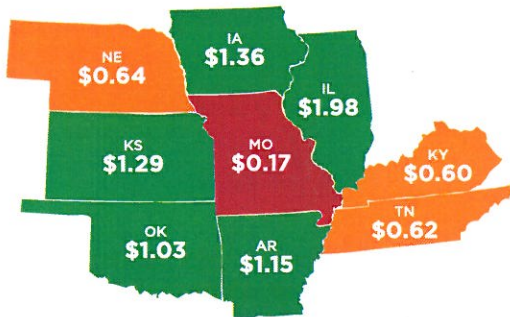 IA
$1.36
NE
$0.64
IL
$1.98
KS
$1.29
MO
$0.17
KY
$0.60
TN
$0.62
OK
$1.03
AR
$1.15